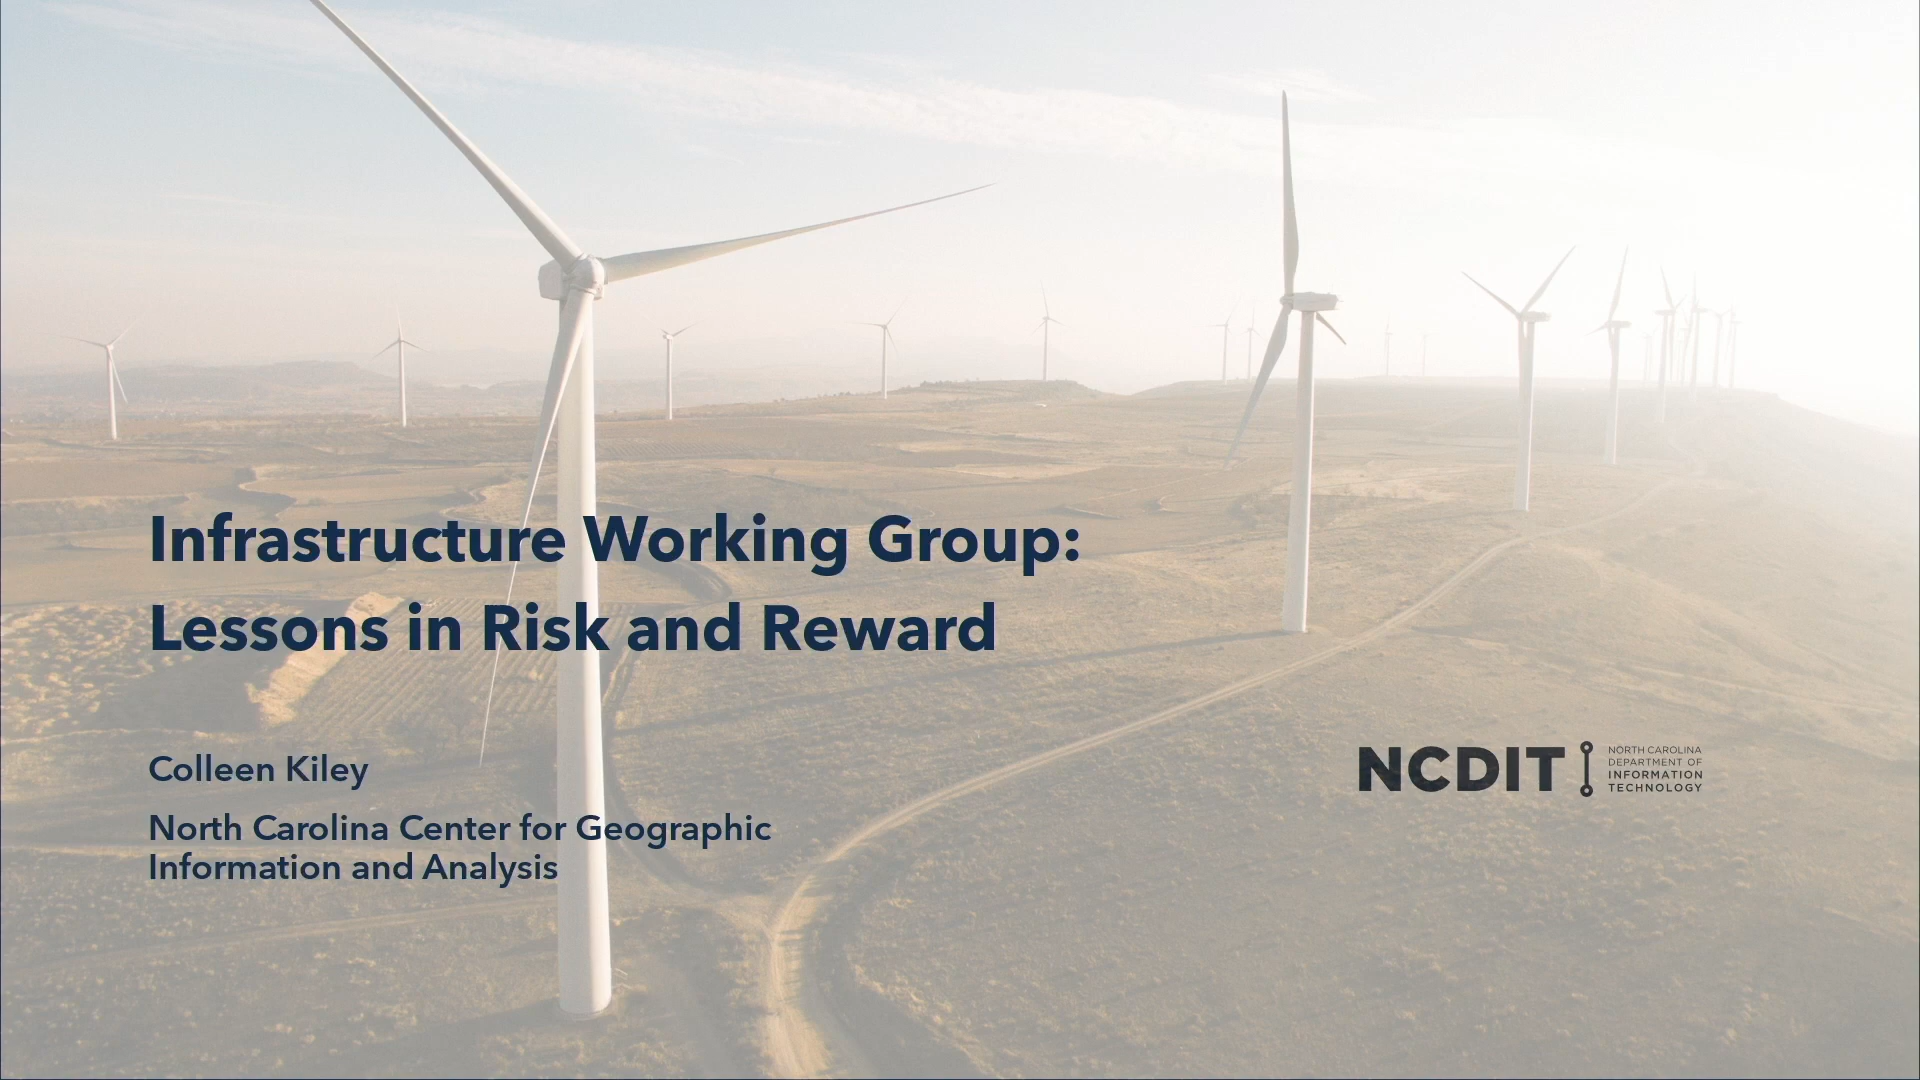 Infrastructure Working Group:
Lessons in Risk and Reward
Colleen Kiley
North Carolina Center for Geographic
Information and Analysis
NCDIT
NORTH CAROLINA
DEPARTMENT OF
INFORMATION
TECHNOLOGY